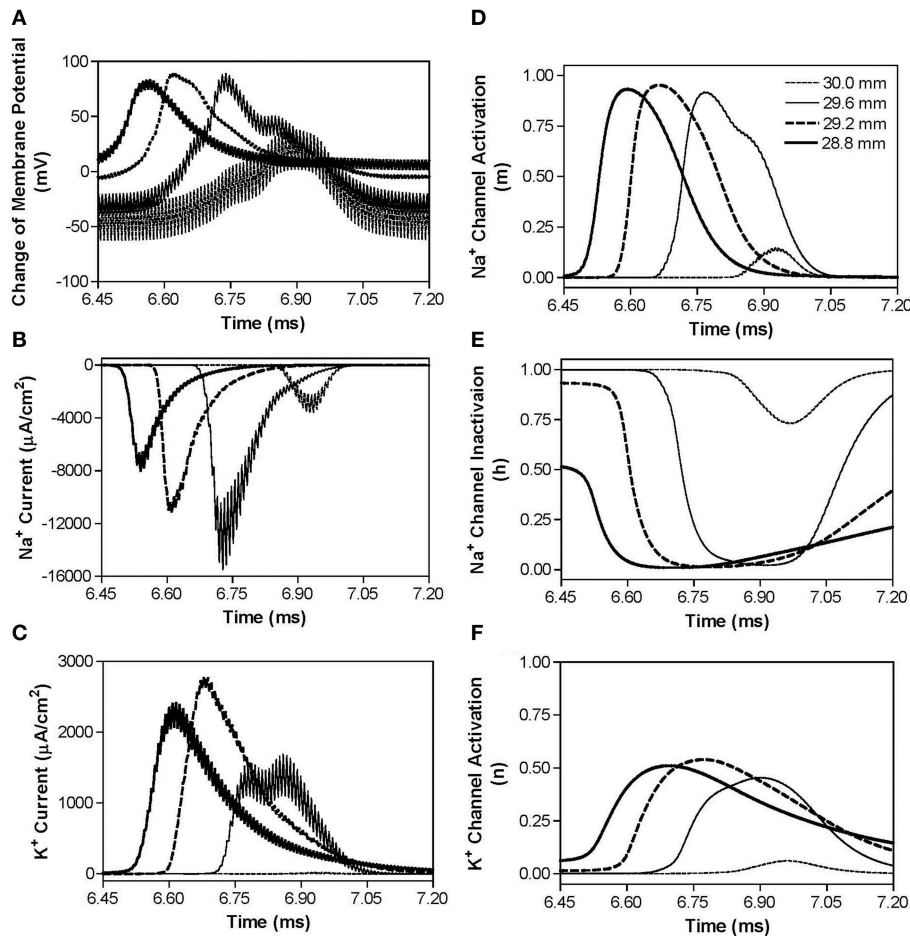 A
Change of Membrane Potential
(mV)
100
50
0
-50
-100
6.45 6.60 6.75 6.90 7.05 7.20
Time (ms)
B
Na+ Current (μA/cm2)
0
-4000
-8000
-12000
-16000
6.45 6.60 6.75 6.90 7.05 7.20
Time (ms)
C
K+ Current (μA/cm2)
3000
2000
1000
0
6.45 6.60 6.75 6.90 7.05 7.20
Time (ms)
D
Na+ Channel Activation
(m)
1.00
0.75
0.50
0.25
0.00
30.0 mm
29.6 mm
29.2 mm
28.8 mm
6.45 6.60 6.75 6.90 7.05 7.20
Time (ms)
E
Na+ Channel Inactivaion
(h)
1.00
0.75
0.50
0.25
0.00
6.45 6.60 6.75 6.90 7.05 7.20
Time (ms)
F
K+ Channel Activation
(n)
1.00
0.75
0.50
0.25
0.00
6.45 6.60 6.75 6.90 7.05 7.20
Time (ms)